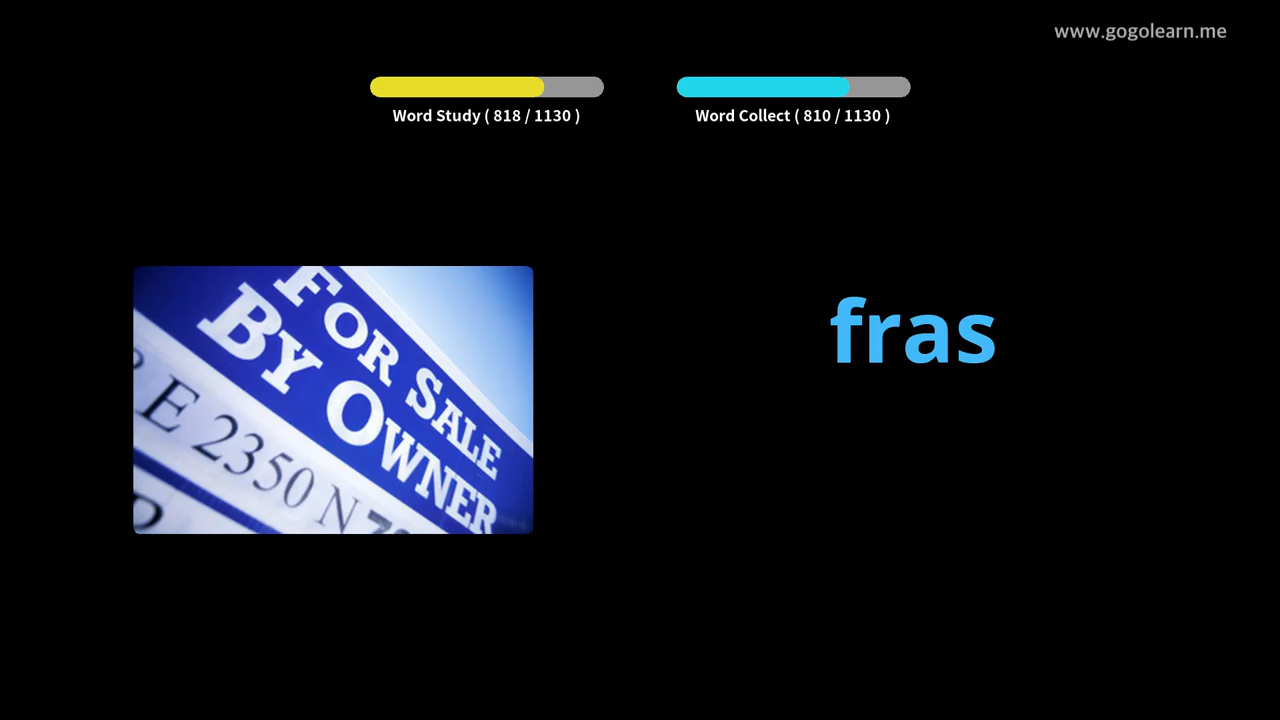 www.gogolearn.me
Word Study ( 818 / 1130 )
Word Collect ( 810 / 1130 )
FOR SALE
BY OWNER
E 2350 N
fras